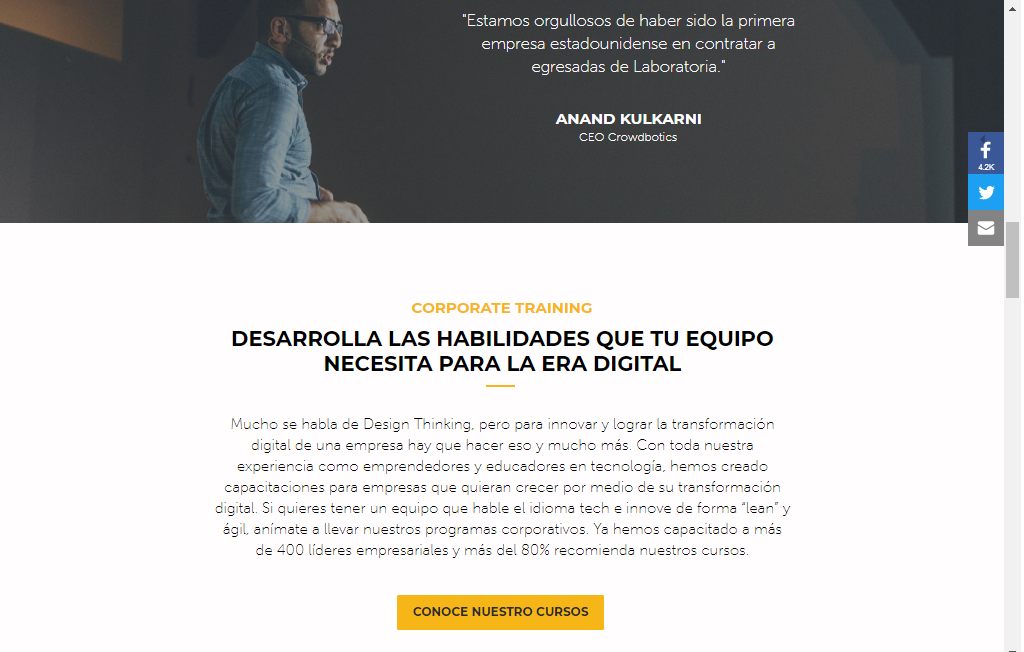 "Estamos orgullosos de haber sido la primera
empresa estadounidense en contratar a
egresadas de Laboratoria."
ANAND KULKARNI
CEO Crowdbotics
4.2K
CORPORATE TRAINING
DESARROLLA LAS HABILIDADES QUE TU EQUIPO
NECESITA PARA LA ERA DIGITAL
Mucho se habla de Design Thinking, pero para innovar y lograr la transformación
digital de una empresa hay que hacer eso y mucho más. Con toda nuestra
experiencia como emprendedores y educadores en tecnología, hemos creado
capacitaciones para empresas que quieran crecer por medio de su transformación
digital. Si quieres tener un equipo que hable el idioma tech e innove de forma “lean” y
ágil, anímate a llevar nuestros programas corporativos. Ya hemos capacitado a más
de 400 líderes empresariales y más del 80% recomienda nuestros cursos.
CONOCE NUESTRO CURSOS